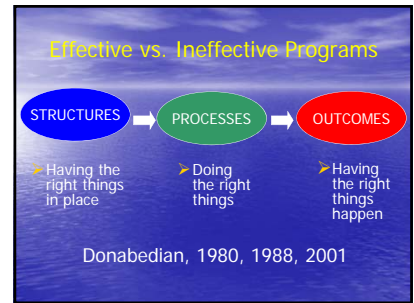 Effective vs. Ineffective Programs
STRUCTURES
PROCESSES
OUTCOMES
Having the
right things
in place
Doing
the right
things
Having
the right
things
happen
Donabedian, 1980, 1988, 2001